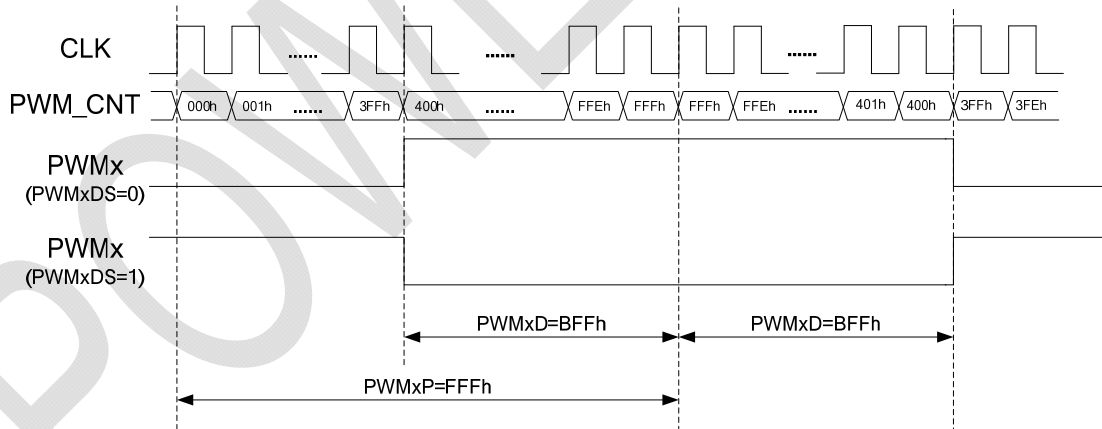 CLK
...... ...... ......
PWM_CNT 000h 001h ...... 3FFh 400h ...... FFEh FFFh FFFh FFEh ...... 401h 400h 3FFh 3FEh
PWMx
(PWMxDS=0)
PWMx
(PWMxDS=1)
PWMxD=BFFh PWMxD=BFFh
PWMxP=FFFh